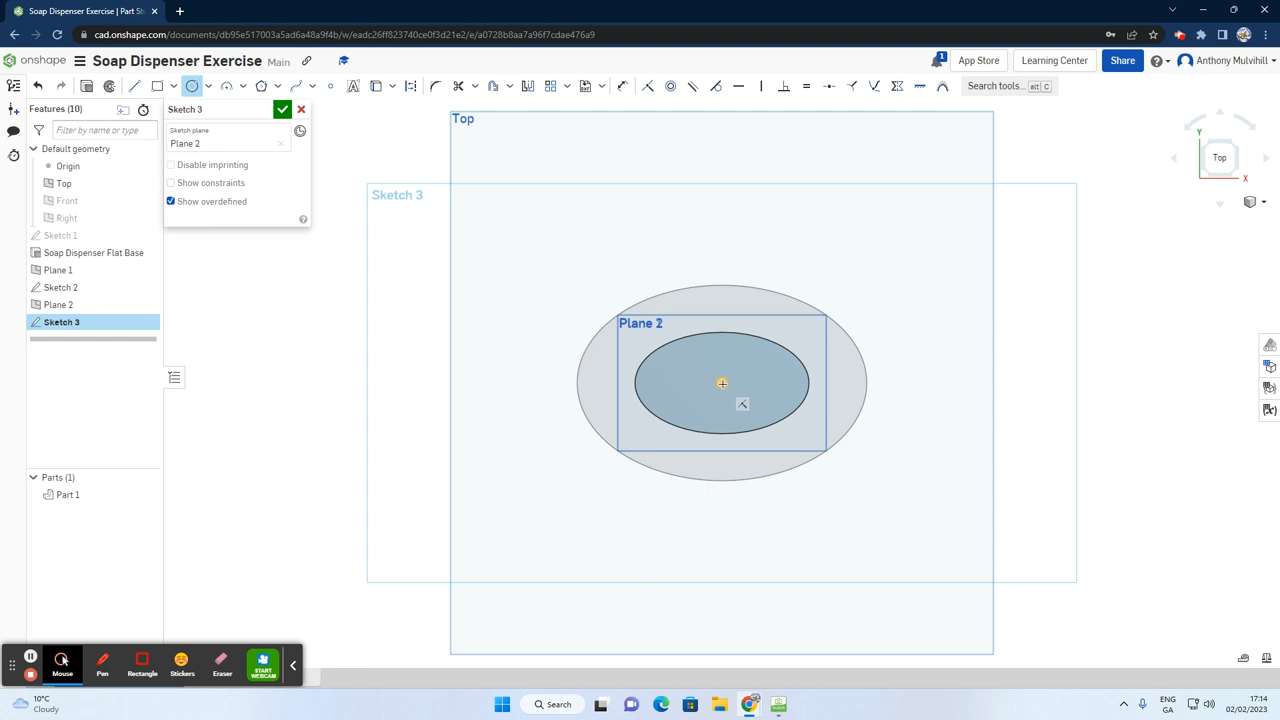 Soap Dispenser Exercise | Part St
cad.onshape.com/documents/db95e517003a5ad6a48a9f4b/w/eadc26ff823740ce0f3d21e2/e/a0728b8aa7a96f7cdae476a9
onshape Soap Dispenser Exercise Main 1 App Store Learning Center Share Anthony Mulvihill
Search tools... alt C
Features (10)
Filter by name or type
Default geometry
Origin
Top
Front
Right
Sketch 1
Soap Dispenser Flat Base
Plane 1
Sketch 2
Plane 2
Sketch 3
Parts (1)
Part 1
Sketch 3
Sketch plane
Plane 2
Disable imprinting
Show constraints
Show overdefined
Top
Sketch 3
Plane 2
Y
Top
X
Mouse Pen Rectangle Stickers Eraser START WEBCAM
10°C
Cloudy
Search
ENG
GA
17:14
02/02/2023